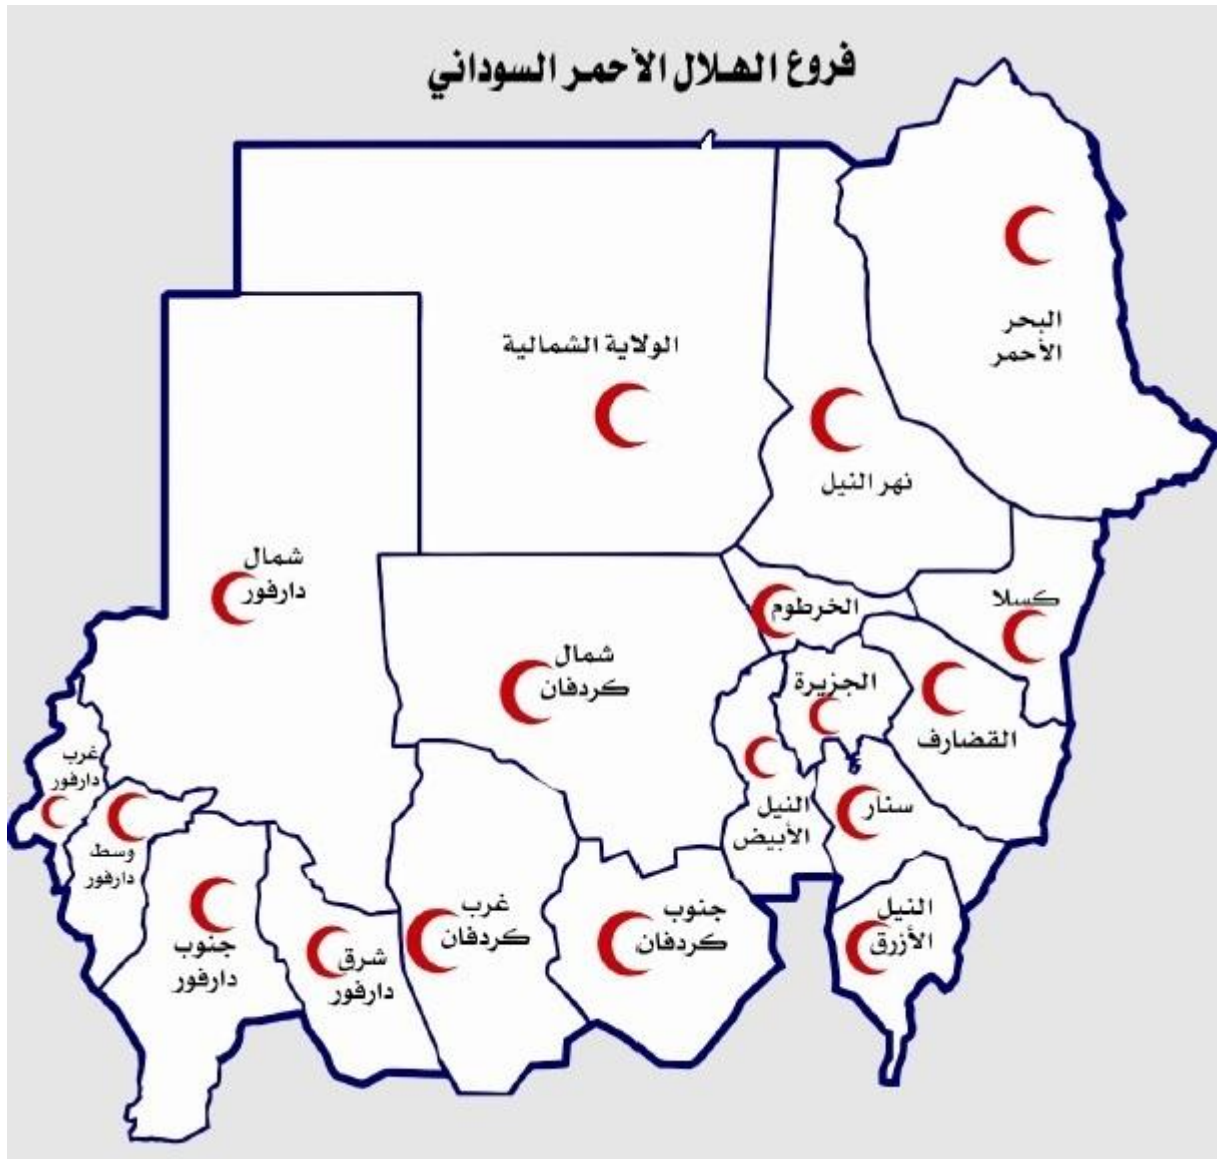 فروع الهلال الأحمر السوداني
البحر
الأحمر
الولاية الشمالية
نهر النيل
شمال
دارفور
كسلا
الخرطوم
شمال
كردفان
الجزيرة
القضارف
غرب
دارفور
النيل
الأبيض
سنار
وسط
دارفور
النيل
الأزرق
جنوب
كردفان
غرب
كردفان
شرق
دارفور
جنوب
دارفور